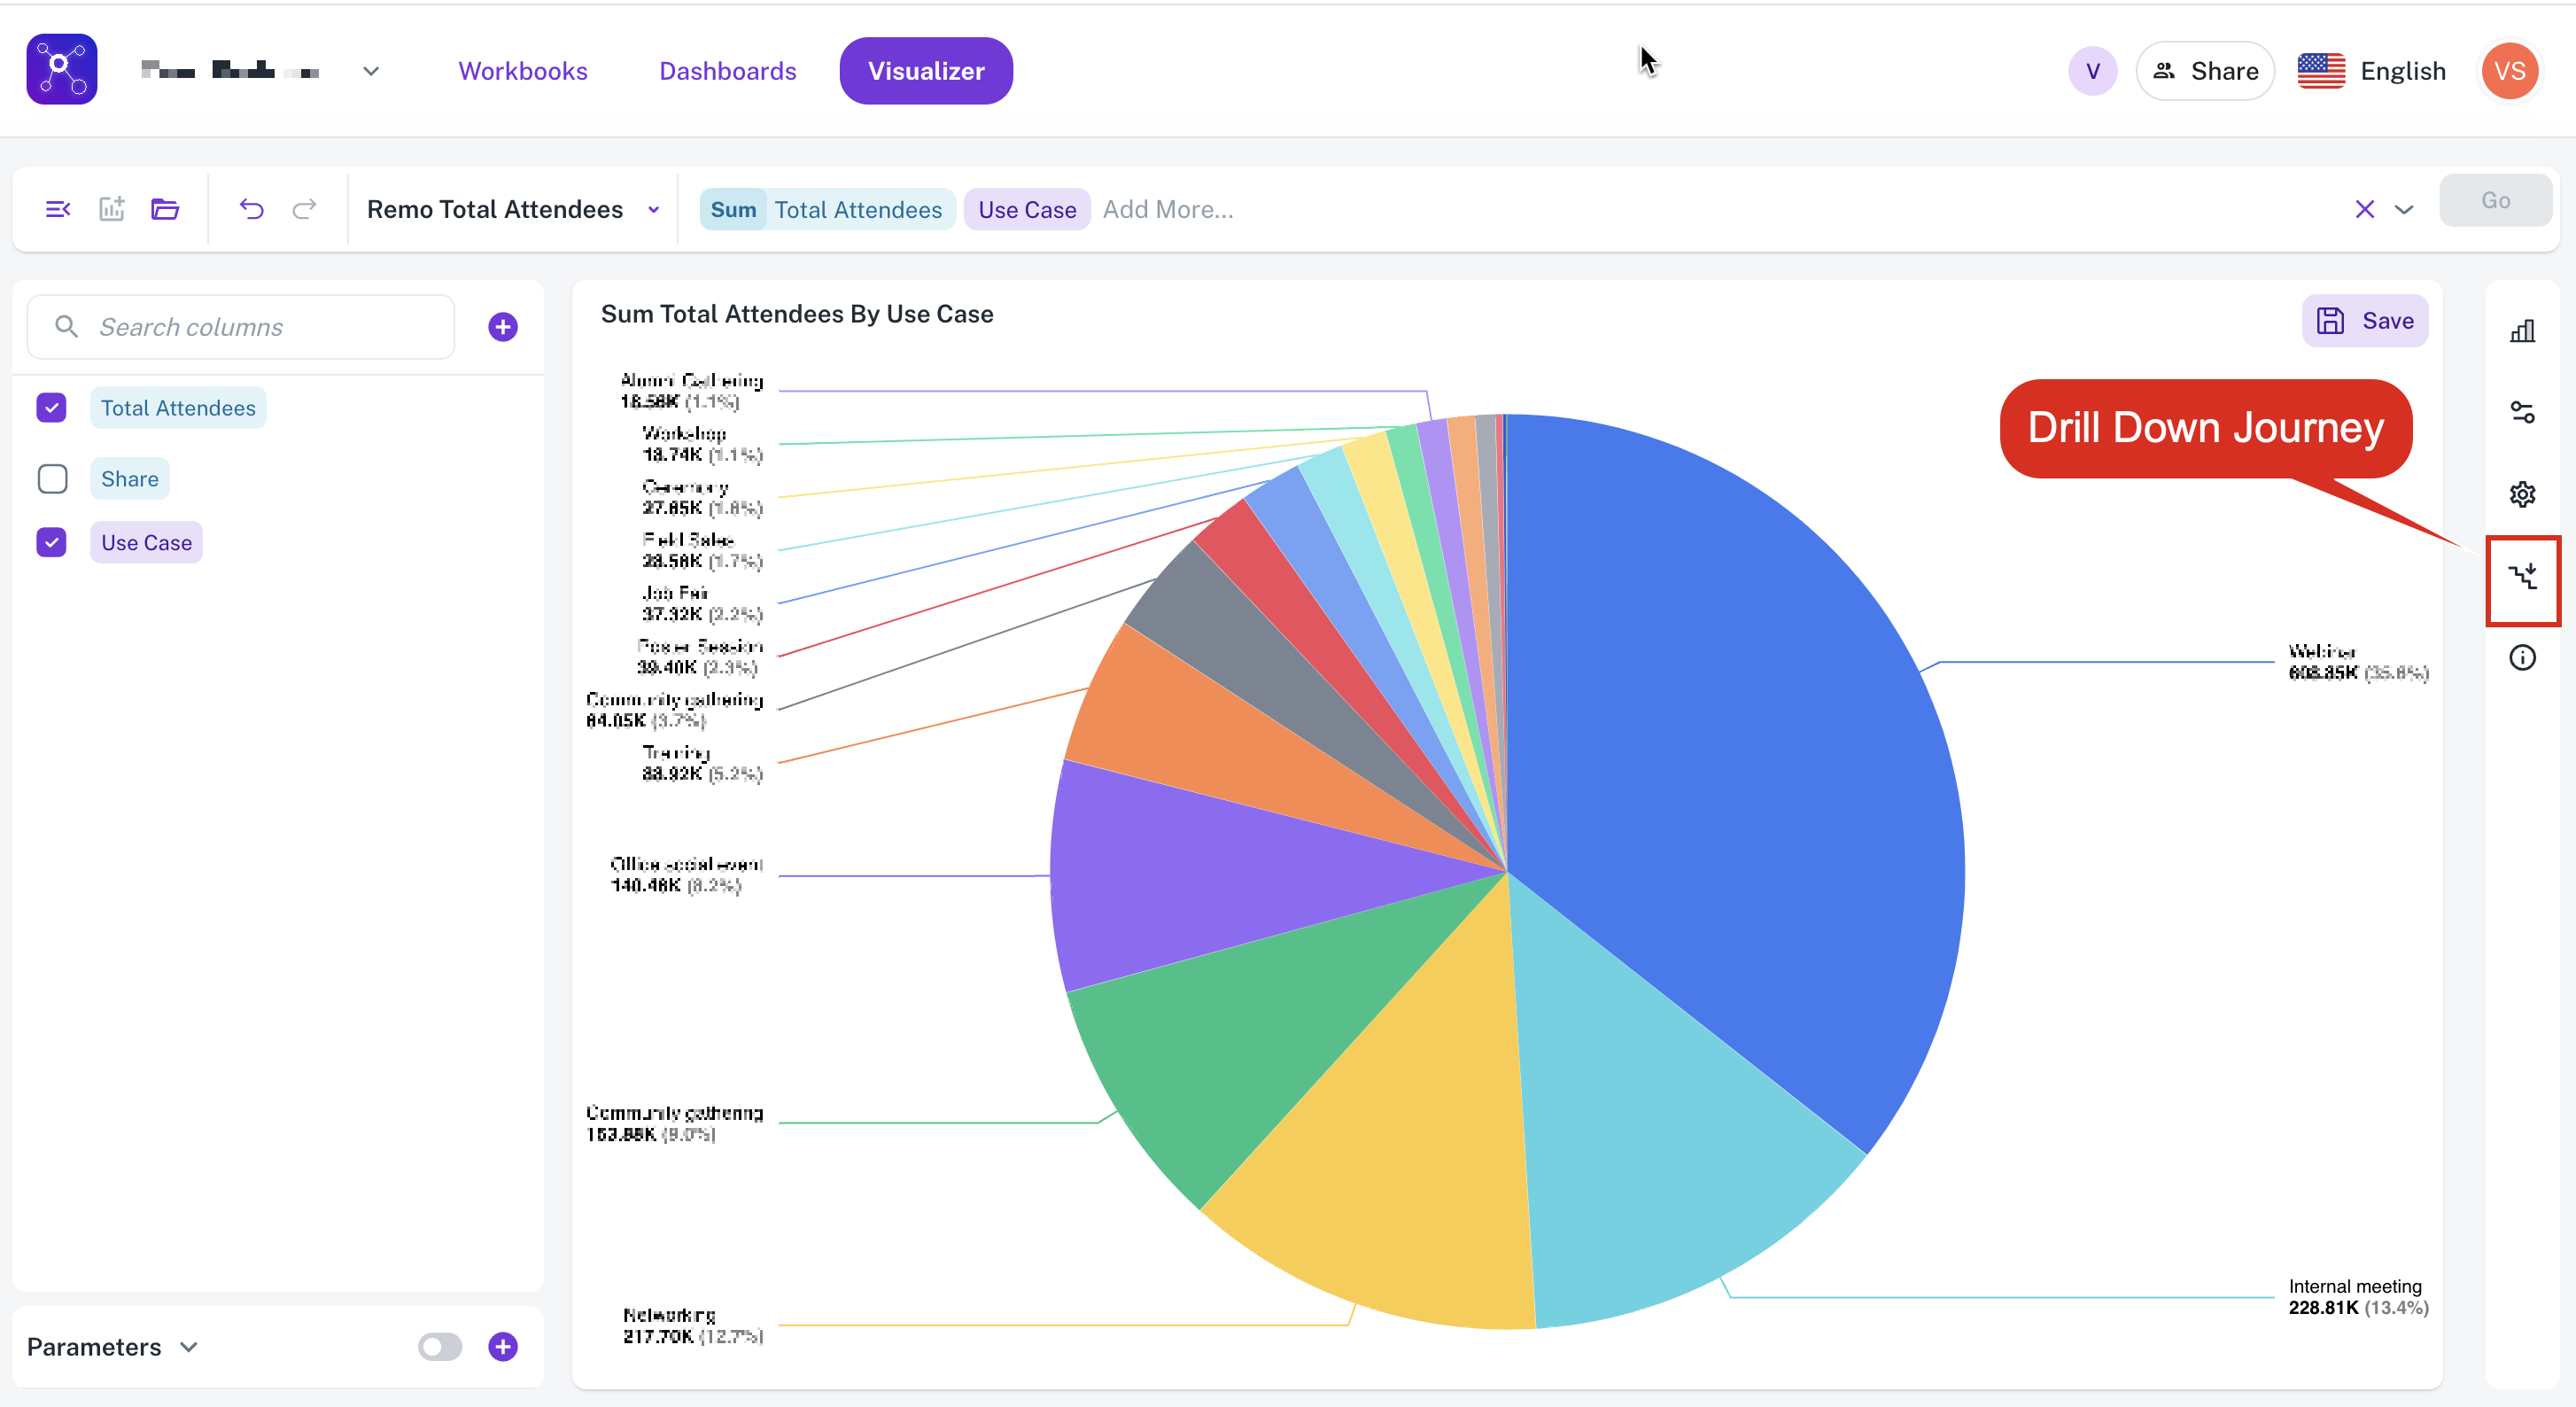 Workbooks
Dashboards
Visualizer
V
Share
English
VS
Remo Total Attendees
Sum Total Attendees
Use Case
Add More...
Go
Search columns
Total Attendees
Share
Use Case
Parameters
Sum Total Attendees By Use Case
Save
Drill Down Journey
Alumni Gathering
18.58K (1.1%)
Workshop
18.74K (1.1%)
Ceremony
27.65K (1.6%)
Field Sales
28.58K (1.7%)
Job Fair
37.32K (2.2%)
Poster Session
39.40K (2.3%)
Community gathering
64.05K (3.7%)
Training
88.92K (5.2%)
Office social event
140.48K (8.2%)
Community gathering
153.88K (9.0%)
Networking
217.70K (12.7%)
Webinar
608.85K (35.6%)
Internal meeting
228.81K (13.4%)